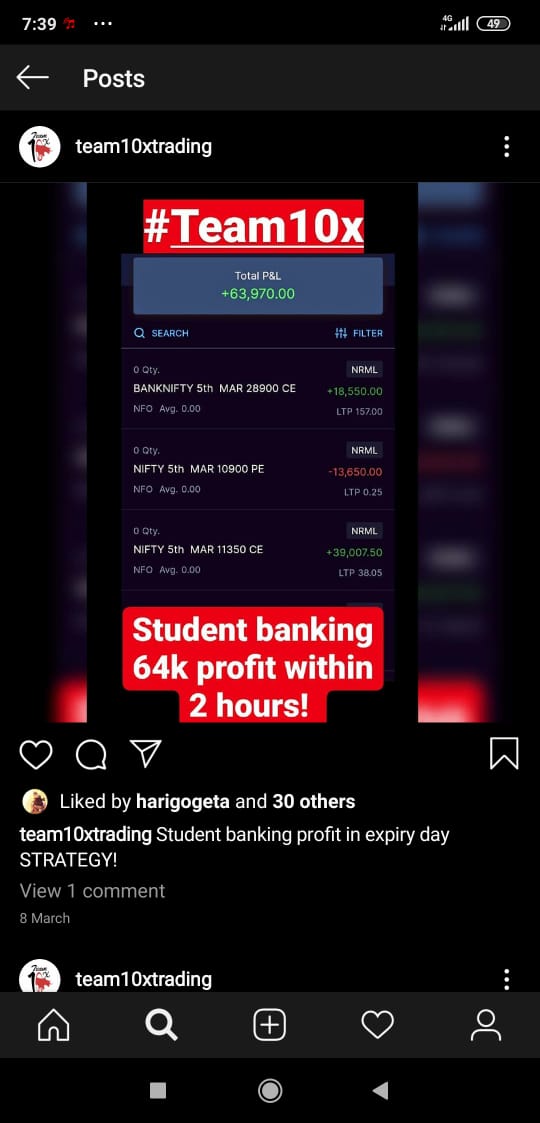 7:39
4G
49
Posts
team10xtrading
#Team10x
Total P&L
+63,970.00
SEARCH
FILTER
0 Qty.
NRML
BANKNIFTY 5th MAR 28900 CE
+18,550.00
NFO Avg. 0.00
LTP 157.00
0 Qty.
NRML
NIFTY 5th MAR 10900 PE
-13,650.00
NFO Avg. 0.00
LTP 0.25
0 Qty.
NRML
NIFTY 5th MAR 11350 CE
+39,007.50
NFO Avg. 0.00
LTP 38.05
Student banking
64k profit within
2 hours!
Liked by harigogeta and 30 others
team10xtrading Student banking profit in expiry day
STRATEGY!
View 1 comment
8 March
team10xtrading